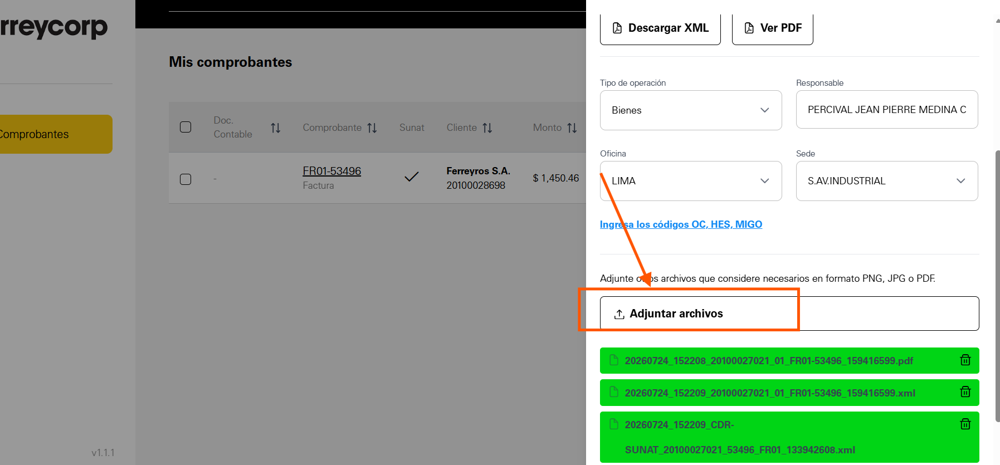 rreycorp
Comprobantes
v1.1.1
Mis comprobantes
Doc. Contable
Comprobante
Sunat
Cliente
Monto
-
FR01-53496
Factura
Ferreyros S.A.
20100028698
$ 1,450.46
Descargar XML
Ver PDF
Tipo de operación
Bienes
Responsable
PERCIVAL JEAN PIERRE MEDINA C
Oficina
LIMA
Sede
S.AV.INDUSTRIAL
Ingresa los códigos OC, HES, MIGO
Adjunte otros archivos que considere necesarios en formato PNG, JPG o PDF.
Adjuntar archivos
20260724_152208_20100027021_01_FR01-53496_159416599.pdf
20260724_152209_20100027021_01_FR01-53496_159416599.xml
20260724_152209_CDR-
SUNAT_20100027021_53496_FR01_133942608.xml